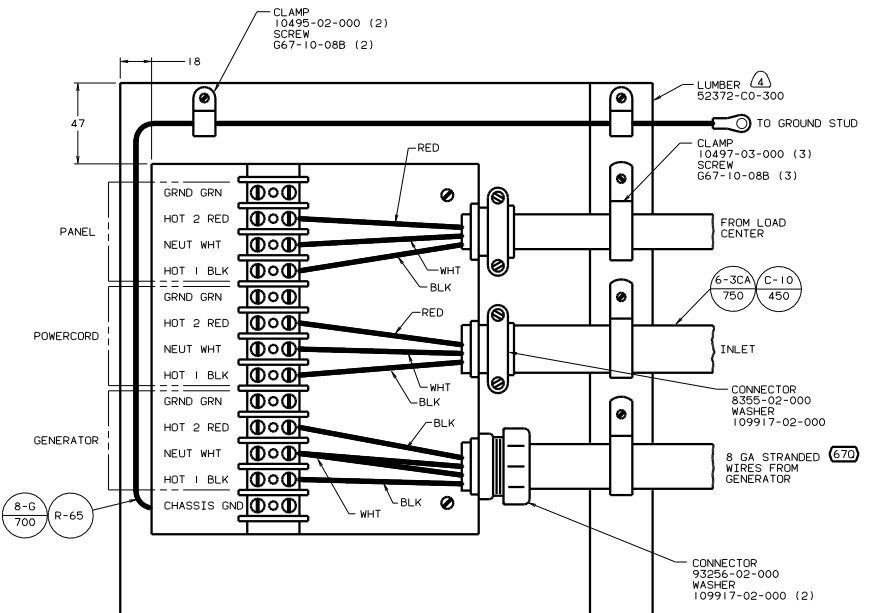 CLAMP
10495-02-000 (2)
SCREW
G67-10-08B (2)
18
47
LUMBER 4
52372-C0-300
TO GROUND STUD
CLAMP
10497-03-000 (3)
SCREW
G67-10-08B (3)
RED
PANEL
GRND GRN
HOT 2 RED
NEUT WHT
HOT 1 BLK
WHT
BLK
FROM LOAD
CENTER
6-3CA
750
C-10
450
POWERCORD
GRND GRN
HOT 2 RED
NEUT WHT
HOT 1 BLK
RED
WHT
BLK
INLET
CONNECTOR
8355-02-000
WASHER
109917-02-000
GENERATOR
GRND GRN
HOT 2 RED
NEUT WHT
HOT 1 BLK
CHASSIS GND
BLK
BLK
WHT
8 GA STRANDED 67Q
WIRES FROM
GENERATOR
8-G
700
R-65
CONNECTOR
93256-02-000
WASHER
109917-02-000 (2)